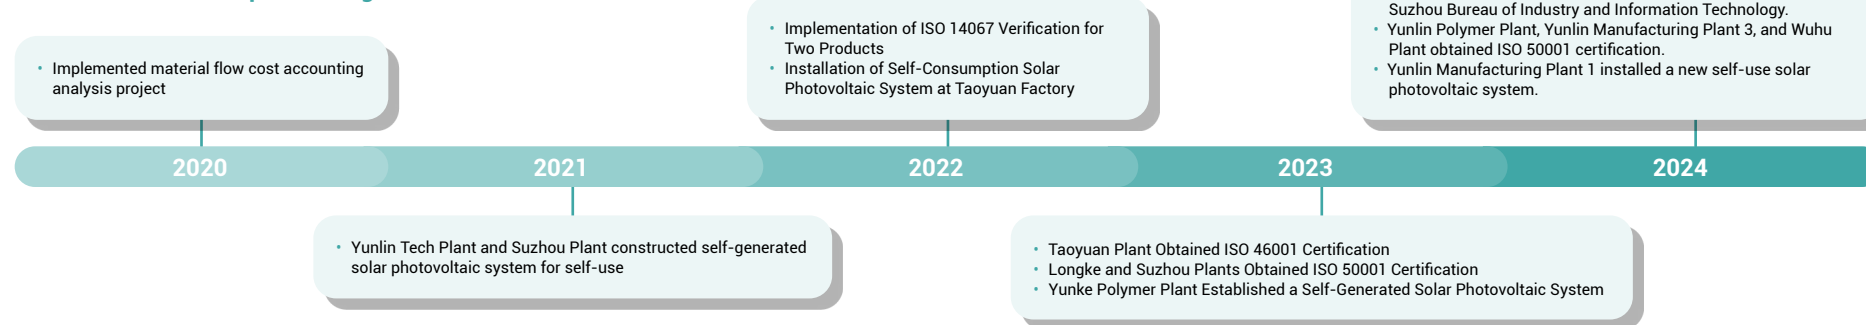 • Implemented material flow cost accounting
analysis project
• Implementation of ISO 14067 Verification for
Two Products
• Installation of Self-Consumption Solar
Photovoltaic System at Taoyuan Factory
Suzhou Bureau of Industry and Information Technology.
• Yunlin Polymer Plant, Yunlin Manufacturing Plant 3, and Wuhu
Plant obtained ISO 50001 certification.
• Yunlin Manufacturing Plant 1 installed a new self-use solar
photovoltaic system.
2020 2021 2022 2023 2024
• Yunlin Tech Plant and Suzhou Plant constructed self-generated
solar photovoltaic system for self-use
• Taoyuan Plant Obtained ISO 46001 Certification
• Longke and Suzhou Plants Obtained ISO 50001 Certification
• Yunke Polymer Plant Established a Self-Generated Solar Photovoltaic System